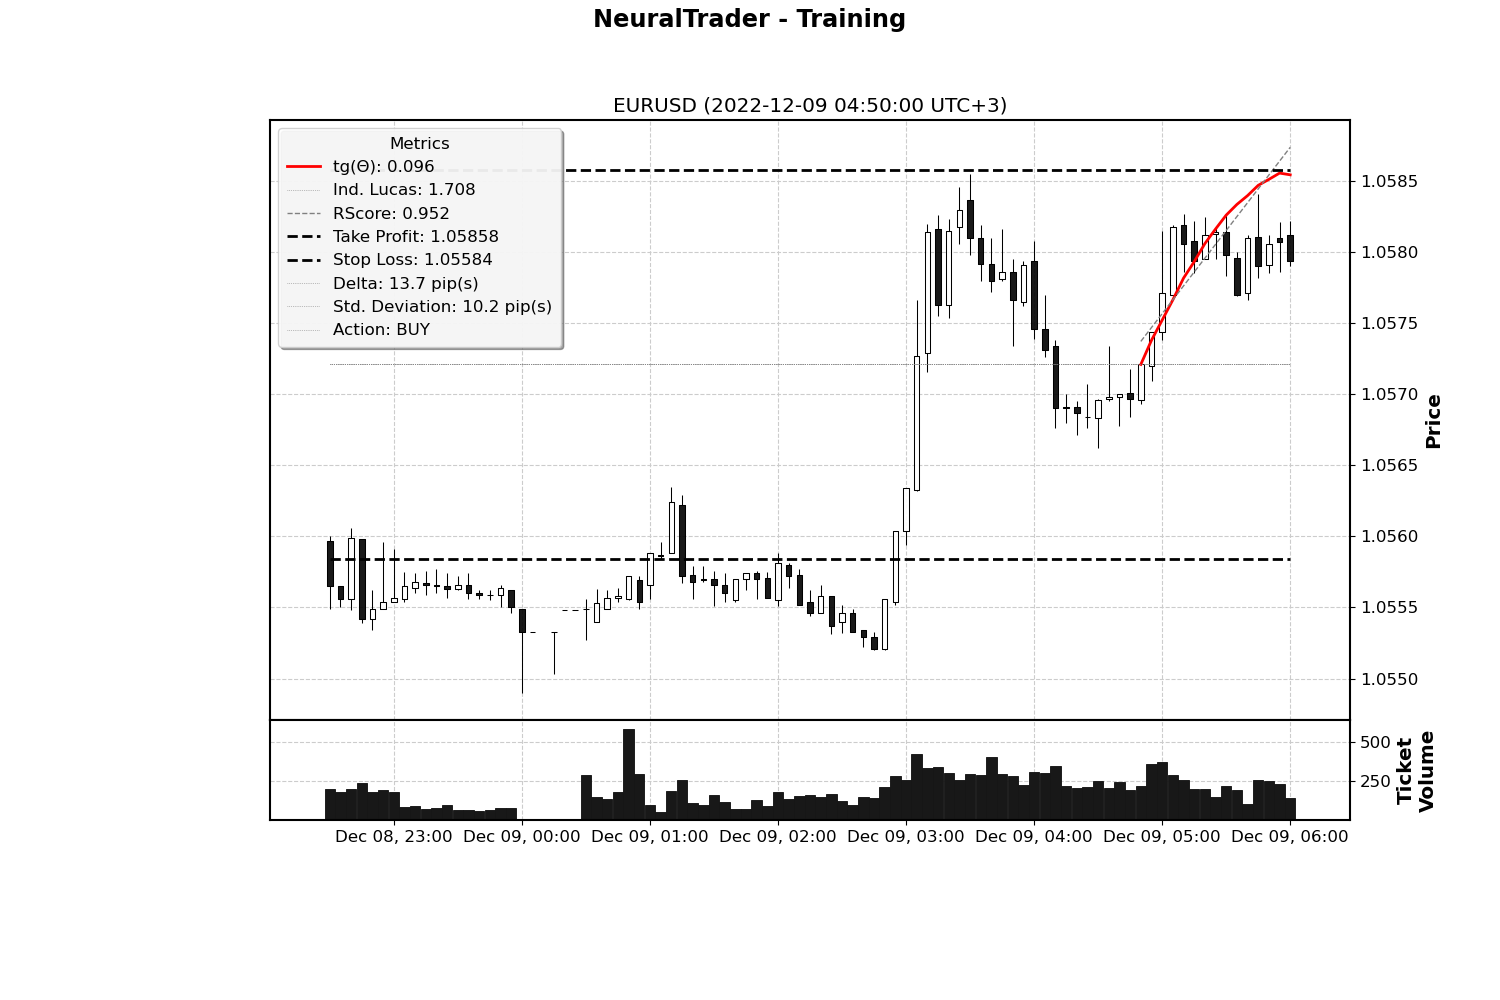 NeuralTrader - Training
EURUSD (2022-12-09 04:50:00 UTC+3)
Metrics
tg(Θ): 0.096
Ind. Lucas: 1.708
RScore: 0.952
Take Profit: 1.05858
Stop Loss: 1.05584
Delta: 13.7 pip(s)
Std. Deviation: 10.2 pip(s)
Action: BUY
1.0585
1.0580
1.0575
1.0570
1.0565
1.0560
1.0555
1.0550
Price
500
250
Ticket
Volume
Dec 08, 23:00 Dec 09, 00:00 Dec 09, 01:00 Dec 09, 02:00 Dec 09, 03:00 Dec 09, 04:00 Dec 09, 05:00 Dec 09, 06:00